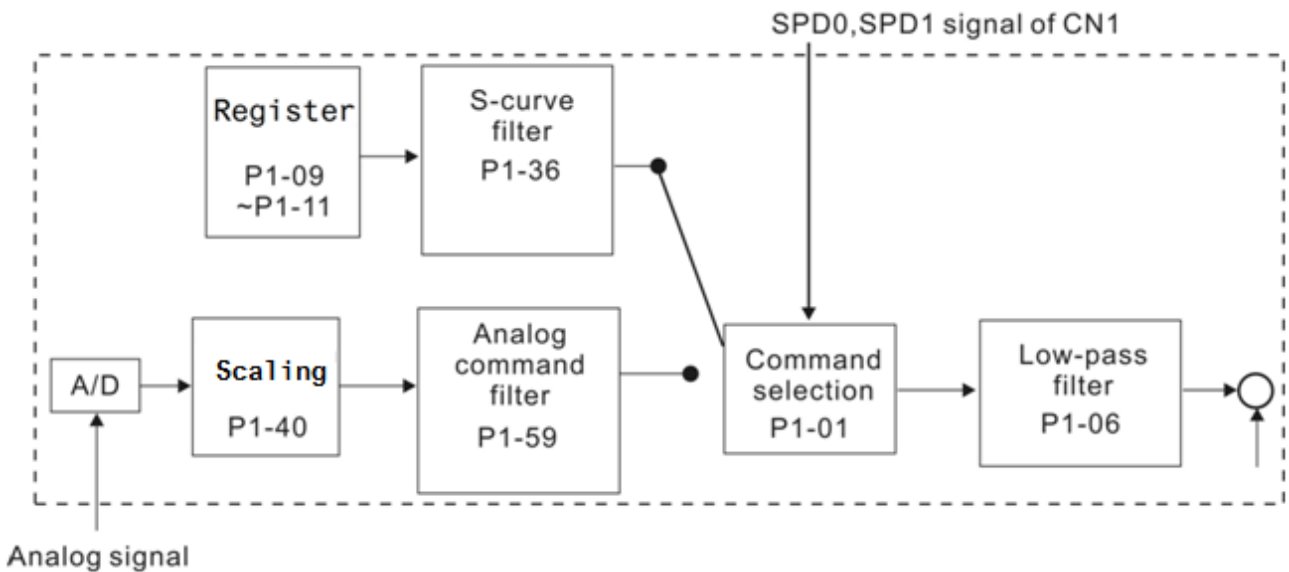 SPD0,SPD1 signal of CN1
Register
P1-09
~P1-11
S-curve
filter
P1-36
A/D
Scaling
P1-40
Analog
command
filter
P1-59
Command
selection
P1-01
Low-pass
filter
P1-06
Analog signal